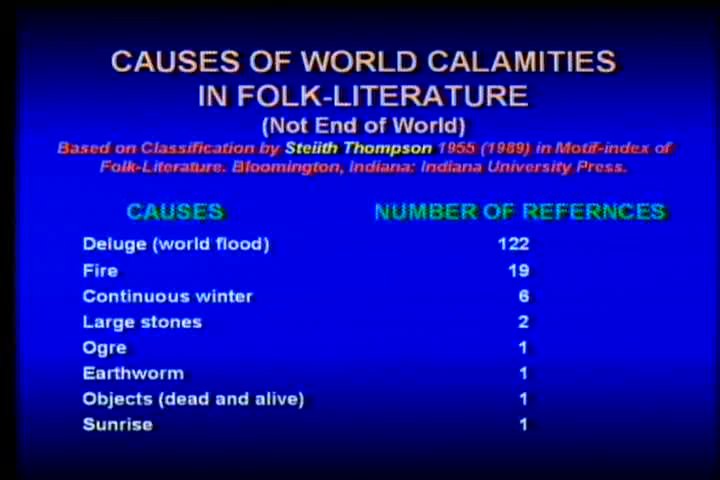 CAUSES OF WORLD CALAMITIES
IN FOLK-LITERATURE
(Not End of World)
Based on Classification by Steiith Thompson 1955 (1989) in Motif-index of
Folk-Literature. Bloomington, Indiana: Indiana University Press.
CAUSES NUMBER OF REFERNCES
Deluge (world flood) 122
Fire 19
Continuous winter 6
Large stones 2
Ogre 1
Earthworm 1
Objects (dead and alive) 1
Sunrise 1